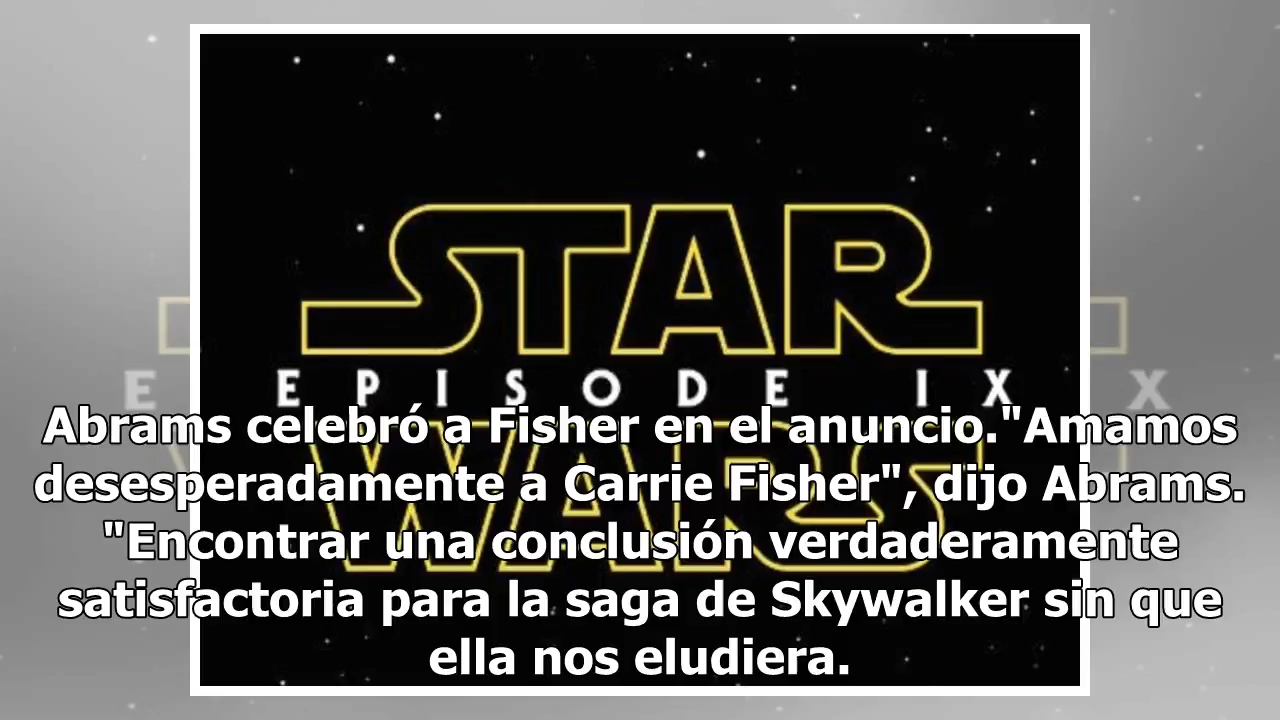 STAR
EPISODE IX
WARS
E X
Abrams celebró a Fisher en el anuncio."Amamos
desesperadamente a Carrie Fisher", dijo Abrams.
"Encontrar una conclusión verdaderamente
satisfactoria para la saga de Skywalker sin que
ella nos eludiera.